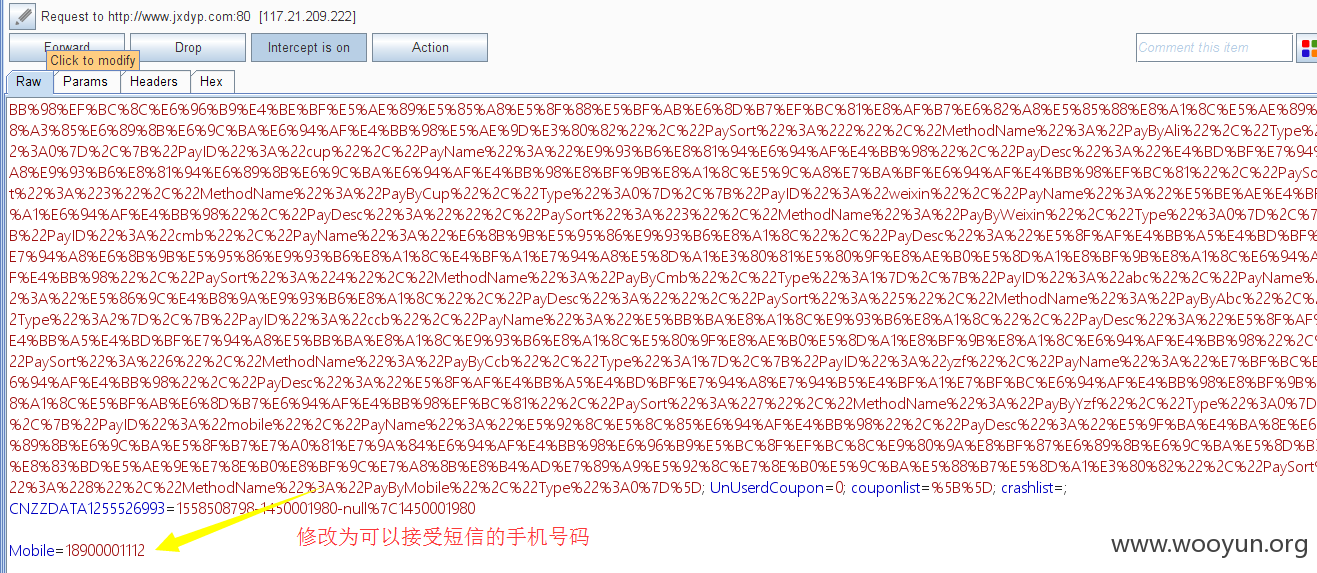 Request to http://www.jxdyp.com:80 [117.21.209.222]
Forward Drop Intercept is on Action Comment this item
Click to modify
Raw Params Headers Hex
BB%98%EF%BC%8C%E6%96%B9%E4%BE%BF%E5%AE%89%E5%85%A8%E5%8F%88%E5%BF%AB%E6%8D%B7%EF%BC%81%E8%AF%B7%E6%82%A8%E5%85%88%E8%A1%8C%E5%AE%89%
8%A3%85%E6%89%8B%E6%9C%BA%E6%94%AF%E4%BB%98%E5%AE%9D%E3%80%82%22%2C%22PaySort%22%3A%222%22%2C%22MethodName%22%3A%22PayByAli%22%2C%22Type%2
2%3A0%7D%2C%7B%22PayID%22%3A%22cup%22%2C%22PayName%22%3A%22%E9%93%B6%E8%81%94%E6%94%AF%E4%BB%98%22%2C%22PayDesc%22%3A%22%E4%BD%BF%E7%94%
A8%E9%93%B6%E8%81%94%E6%89%8B%E6%9C%BA%E6%94%AF%E4%BB%98%E8%BF%9B%E8%A1%8C%E5%9C%A8%E7%BA%BF%E6%94%AF%E4%BB%98%EF%BC%81%22%2C%22PaySo
t%22%3A%223%22%2C%22MethodName%22%3A%22PayByCup%22%2C%22Type%22%3A0%7D%2C%7B%22PayID%22%3A%22weixin%22%2C%22PayName%22%3A%22%E5%BE%AE%E4%BF
%A1%E6%94%AF%E4%BB%98%22%2C%22PayDesc%22%3A%22%22%2C%22PaySort%22%3A%223%22%2C%22MethodName%22%3A%22PayByWeixin%22%2C%22Type%22%3A0%7D%2C%7
B%22PayID%22%3A%22cmb%22%2C%22PayName%22%3A%22%E6%8B%9B%E5%95%86%E9%93%B6%E8%A1%8C%22%2C%22PayDesc%22%3A%22%E5%8F%AF%E4%BB%A5%E4%BD%BF%
E7%94%A8%E6%8B%9B%E5%95%86%E9%93%B6%E8%A1%8C%E4%BF%A1%E7%94%A8%E5%8D%A1%E3%80%81%E5%80%9F%E8%AE%B0%E5%8D%A1%E8%BF%9B%E8%A1%8C%E6%94%A
F%E4%BB%98%22%2C%22PaySort%22%3A%224%22%2C%22MethodName%22%3A%22PayByCmb%22%2C%22Type%22%3A1%7D%2C%7B%22PayID%22%3A%22abc%22%2C%22PayName%
2%3A%22%E5%86%9C%E4%B8%9A%E9%93%B6%E8%A1%8C%22%2C%22PayDesc%22%3A%22%22%2C%22PaySort%22%3A%225%22%2C%22MethodName%22%3A%22PayByAbc%22%2C%
2Type%22%3A2%7D%2C%7B%22PayID%22%3A%22ccb%22%2C%22PayName%22%3A%22%E5%BB%BA%E8%A1%8C%E9%93%B6%E8%A1%8C%22%2C%22PayDesc%22%3A%22%E5%8F%AF%
E4%BB%A5%E4%BD%BF%E7%94%A8%E5%BB%BA%E8%A1%8C%E9%93%B6%E8%A1%8C%E5%80%9F%E8%AE%B0%E5%8D%A1%E8%BF%9B%E8%A1%8C%E6%94%AF%E4%BB%98%22%2C%
22PaySort%22%3A%226%22%2C%22MethodName%22%3A%22PayByCcb%22%2C%22Type%22%3A1%7D%2C%7B%22PayID%22%3A%22yzf%22%2C%22PayName%22%3A%22%E7%BF%BC%E
6%94%AF%E4%BB%98%22%2C%22PayDesc%22%3A%22%E5%8F%AF%E4%BB%A5%E4%BD%BF%E7%94%A8%E7%94%B5%E4%BF%A1%E7%BF%BC%E6%94%AF%E4%BB%98%E8%BF%9B%
8%A1%8C%E5%BF%AB%E6%8D%B7%E6%94%AF%E4%BB%98%EF%BC%81%22%2C%22PaySort%22%3A%227%22%2C%22MethodName%22%3A%22PayByYzf%22%2C%22Type%22%3A0%7D
%2C%7B%22PayID%22%3A%22mobile%22%2C%22PayName%22%3A%22%E5%92%8C%E5%8C%85%E6%94%AF%E4%BB%98%22%2C%22PayDesc%22%3A%22%E5%9F%BA%E4%BA%8E%E6
%89%8B%E6%9C%BA%E5%8F%B7%E7%A0%81%E7%9A%84%E6%94%AF%E4%BB%98%E6%96%B9%E5%BC%8F%EF%BC%8C%E9%80%9A%E8%BF%87%E6%89%8B%E6%9C%BA%E5%8D%B
%E8%83%BD%E5%AE%9E%E7%8E%B0%E8%BF%9C%E7%A8%8B%E8%B4%AD%E7%89%A9%E5%92%8C%E7%8E%B0%E5%9C%BA%E5%88%B7%E5%8D%A1%E3%80%82%22%2C%22PaySort
%22%3A%228%22%2C%22MethodName%22%3A%22PayByMobile%22%2C%22Type%22%3A0%7D%5D; UnUserdCoupon=0; couponlist=%5B%5D; crashlist=;
CNZZDATA1255526993=1558508798-1450001980-null%7C1450001980
修改为可以接受短信的手机号码
Mobile=18900001112
www.wooyun.org